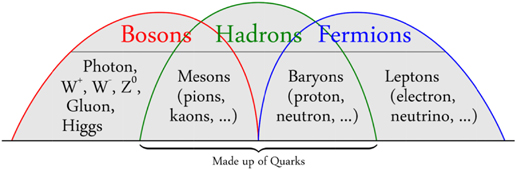 Bosons Hadrons Fermions
Photon,
W⁺, W⁻, Z⁰,
Gluon,
Higgs
Mesons
(pions,
kaons, ...)
Baryons
(proton,
neutron, ...)
Leptons
(electron,
neutrino, ...)
Made up of Quarks